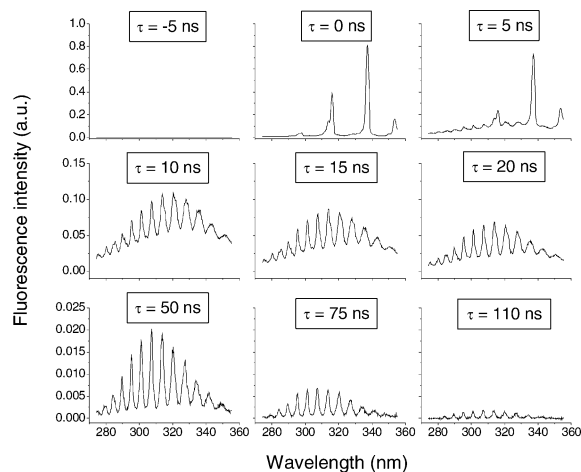 τ = -5 ns
τ = 0 ns
τ = 5 ns
1.0
0.8
0.6
0.4
0.2
0.0
τ = 10 ns
τ = 15 ns
τ = 20 ns
0.15
0.10
0.05
0.00
Fluorescence intensity (a.u.)
τ = 50 ns
τ = 75 ns
τ = 110 ns
0.025
0.020
0.015
0.010
0.005
0.000
280 300 320 340 360
280 300 320 340 360
280 300 320 340 360
Wavelength (nm)